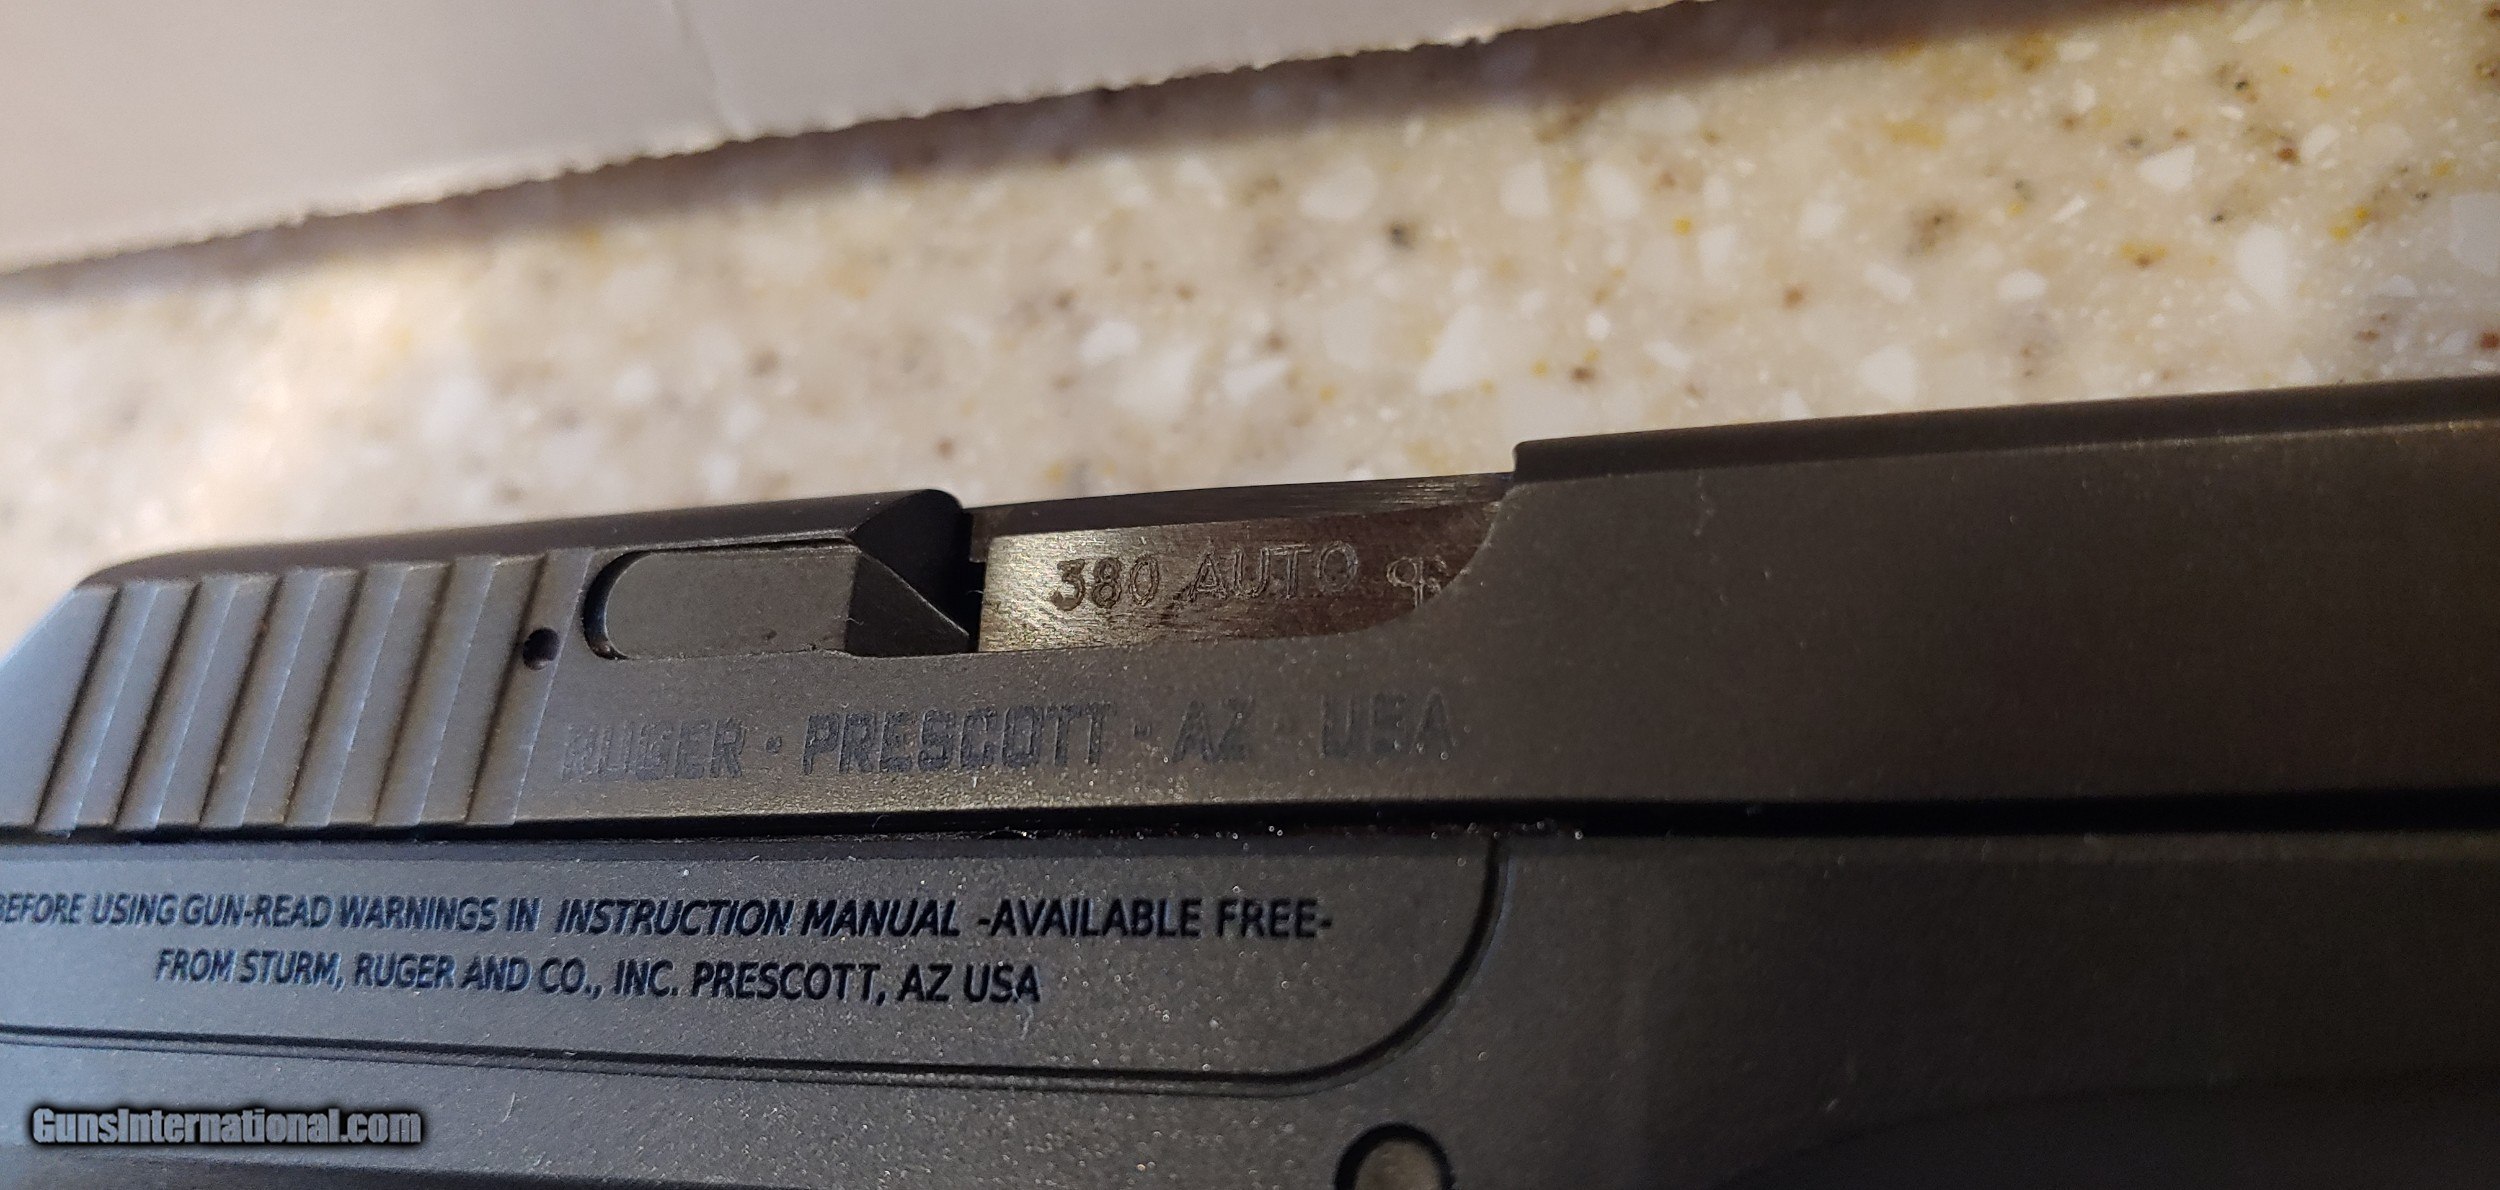 380 AUTO
RUGER · PRESCOTT · AZ · USA
BEFORE USING GUN-READ WARNINGS IN INSTRUCTION MANUAL -AVAILABLE FREE-
FROM STURM, RUGER AND CO., INC. PRESCOTT, AZ USA
GunsInternational.com